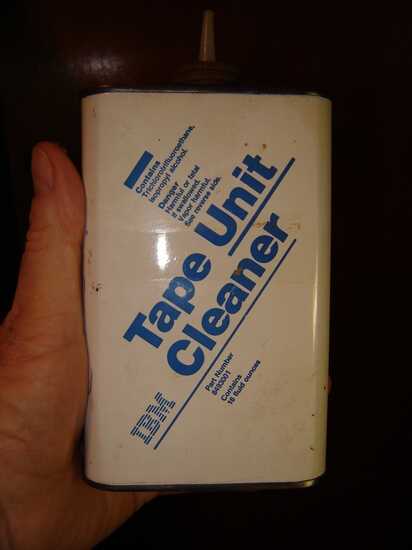 Contains
Trichlorotrifluoroethane,
isopropyl alcohol.
Danger
Harmful or fatal
if swallowed.
Vapor harmful.
See reverse side.
Tape Unit
Cleaner
IBM
Part Number
8493001
Contains
16 fluid ounces